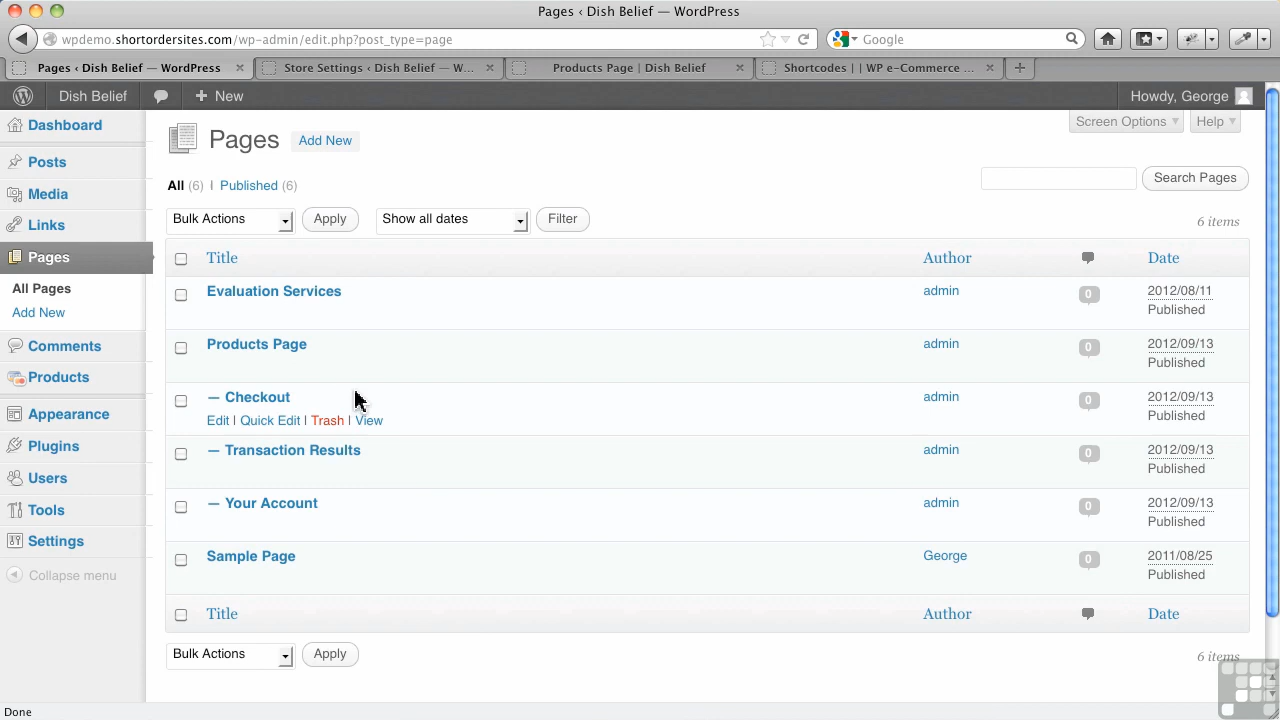 Pages ‹ Dish Belief — WordPress
wpdemo.shortordersites.com/wp-admin/edit.php?post_type=page
Google
Pages ‹ Dish Belief — WordPress
Store Settings ‹ Dish Belief — W...
Products Page | Dish Belief
Shortcodes | | WP e-Commerce ...
Dish Belief
+ New
Howdy, George
Dashboard
Posts
Media
Links
Pages
All Pages
Add New
Comments
Products
Appearance
Plugins
Users
Tools
Settings
Collapse menu
Screen Options
Help
Pages Add New
All (6) | Published (6)
Search Pages
Bulk Actions Apply Show all dates Filter 6 items
Title Author Date
Evaluation Services admin 0 2012/08/11
Published
Products Page admin 0 2012/09/13
Published
— Checkout admin 0 2012/09/13
Edit | Quick Edit | Trash | View Published
— Transaction Results admin 0 2012/09/13
Published
— Your Account admin 0 2012/09/13
Published
Sample Page George 0 2011/08/25
Published
Title Author Date
Bulk Actions Apply 6 items
Done